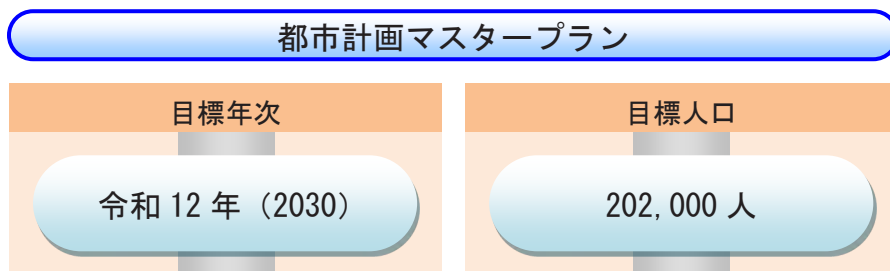 都市計画マスタープラン
目標年次
令和 12 年（2030）
目標人口
202,000 人